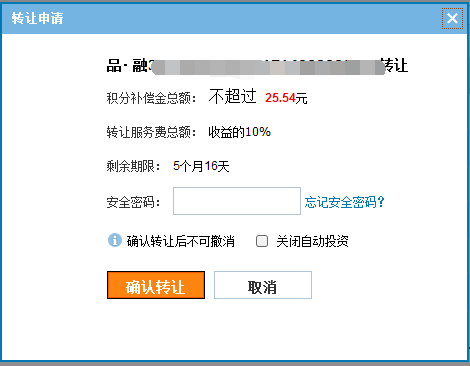 转让申请
品·融 转让
积分补偿金总额： 不超过 25.54元
转让服务费总额： 收益的10%
剩余期限： 5个月16天
安全密码： 忘记安全密码？
确认转让后不可撤消 关闭自动投资
确认转让 取消